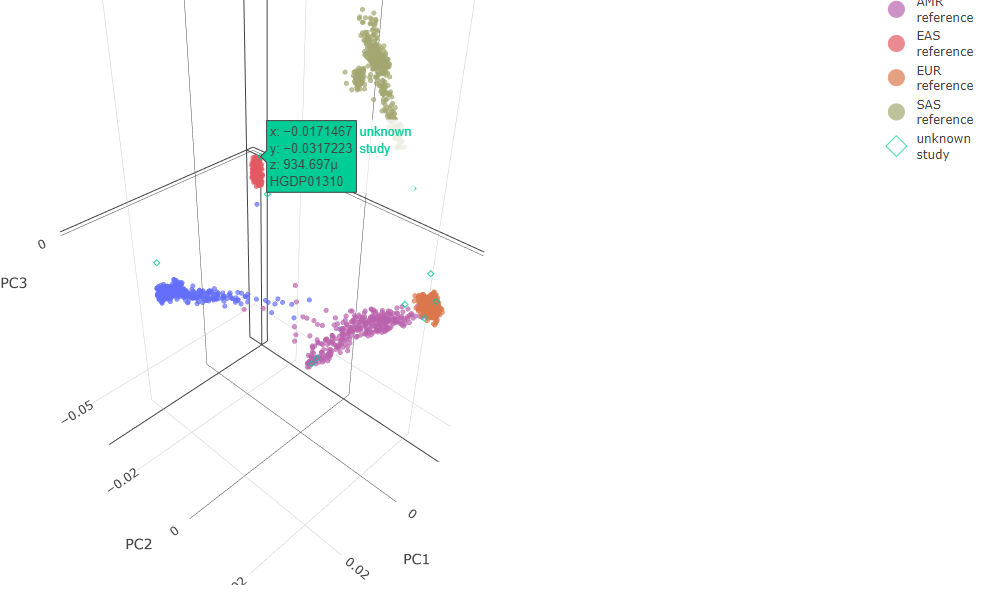 AMR
reference
EAS
reference
EUR
reference
SAS
reference
unknown
study
x: −0.0171467
y: −0.0317223
z: 934.697μ
HGDP01310
unknown
study
0
PC3
−0.05
−0.02
0
PC2
0
0.02
PC1